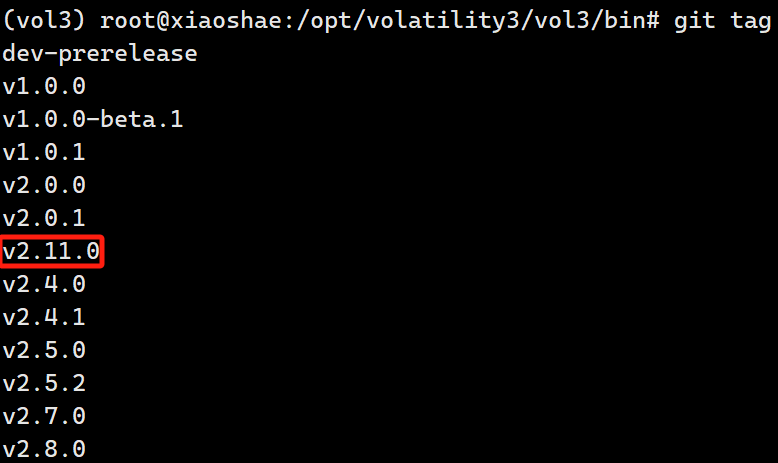 (vol3) root@xiaoshae:/opt/volatility3/vol3/bin# git tag
dev-prerelease
v1.0.0
v1.0.0-beta.1
v1.0.1
v2.0.0
v2.0.1
v2.11.0
v2.4.0
v2.4.1
v2.5.0
v2.5.2
v2.7.0
v2.8.0